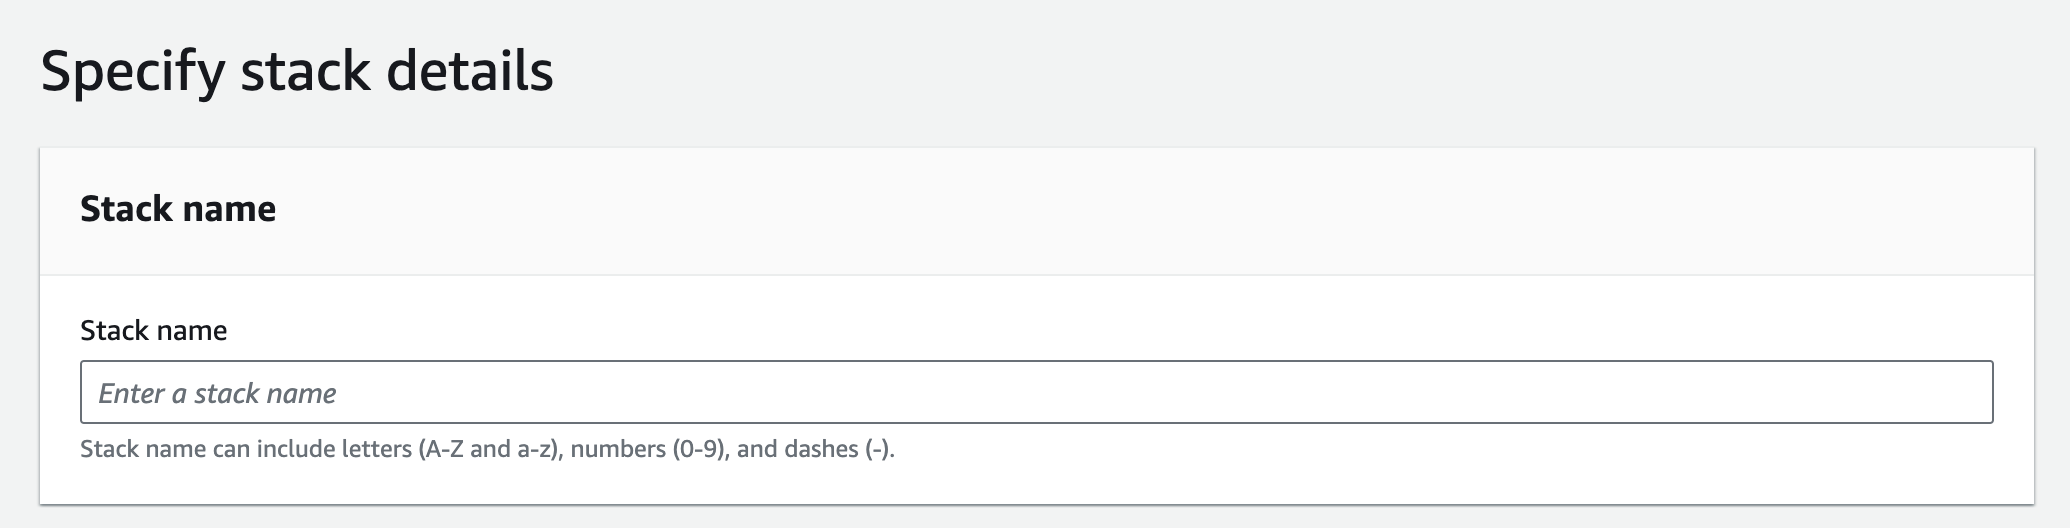 Specify stack details
Stack name
Stack name
Enter a stack name
Stack name can include letters (A-Z and a-z), numbers (0-9), and dashes (-).